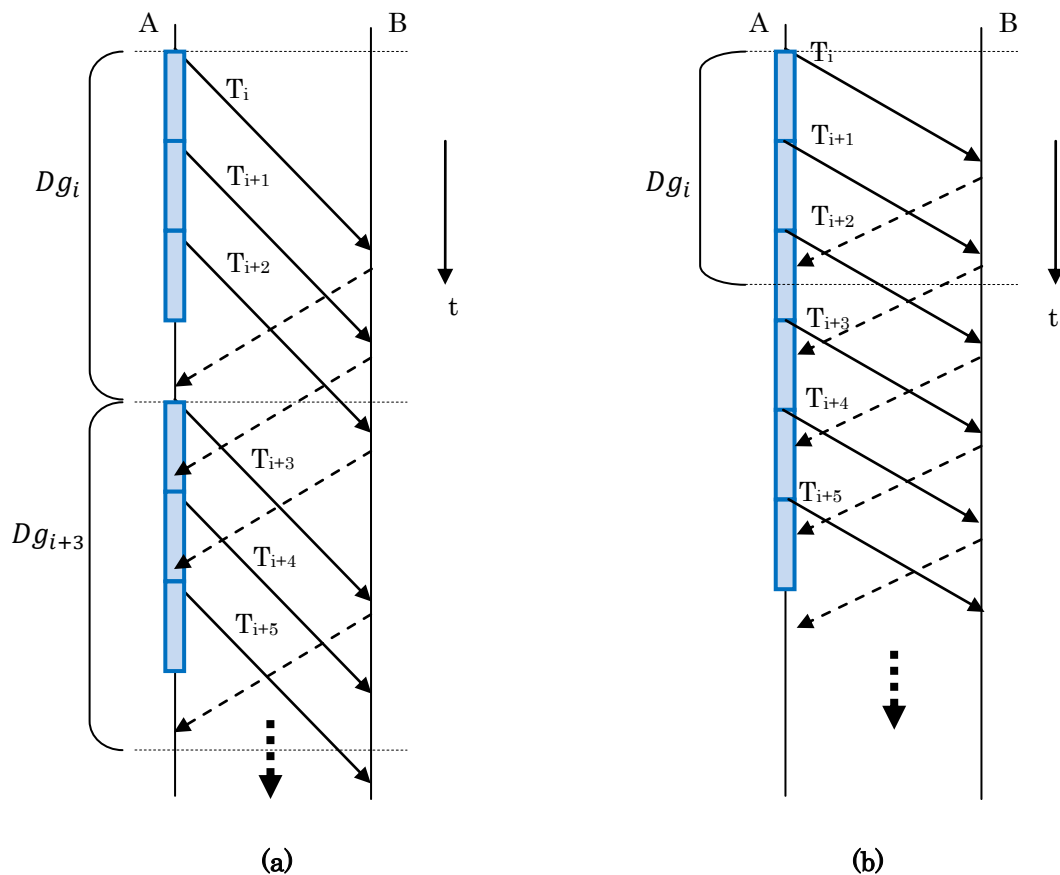 A
B
T_i
T_{i+1}
Dg_i
T_{i+2}
t
T_{i+3}
Dg_{i+3}
T_{i+4}
T_{i+5}
(a)
A
B
T_i
T_{i+1}
Dg_i
T_{i+2}
t
T_{i+3}
T_{i+4}
T_{i+5}
(b)